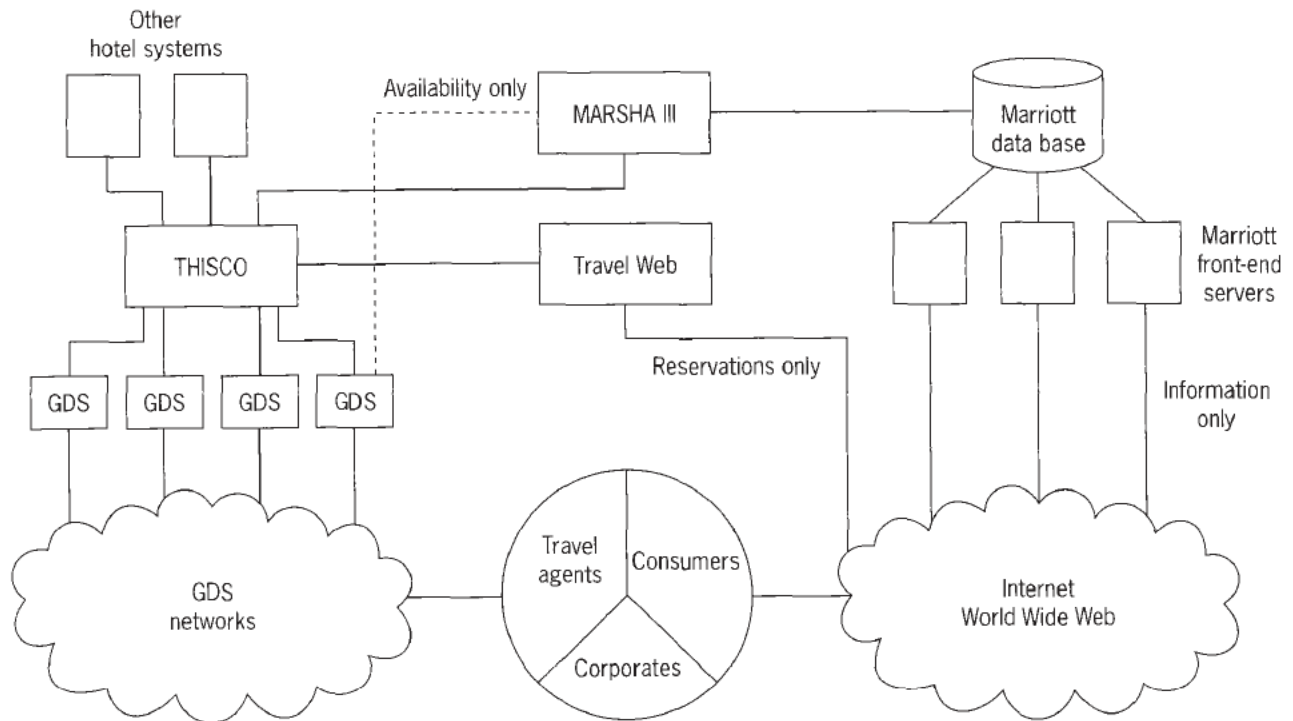 Other
hotel systems
Availability only
MARSHA III
Marriott
data base
THISCO
Travel Web
Marriott
front-end
servers
Reservations only
Information
only
GDS
GDS
GDS
GDS
GDS
networks
Travel
agents
Consumers
Corporates
Internet
World Wide Web